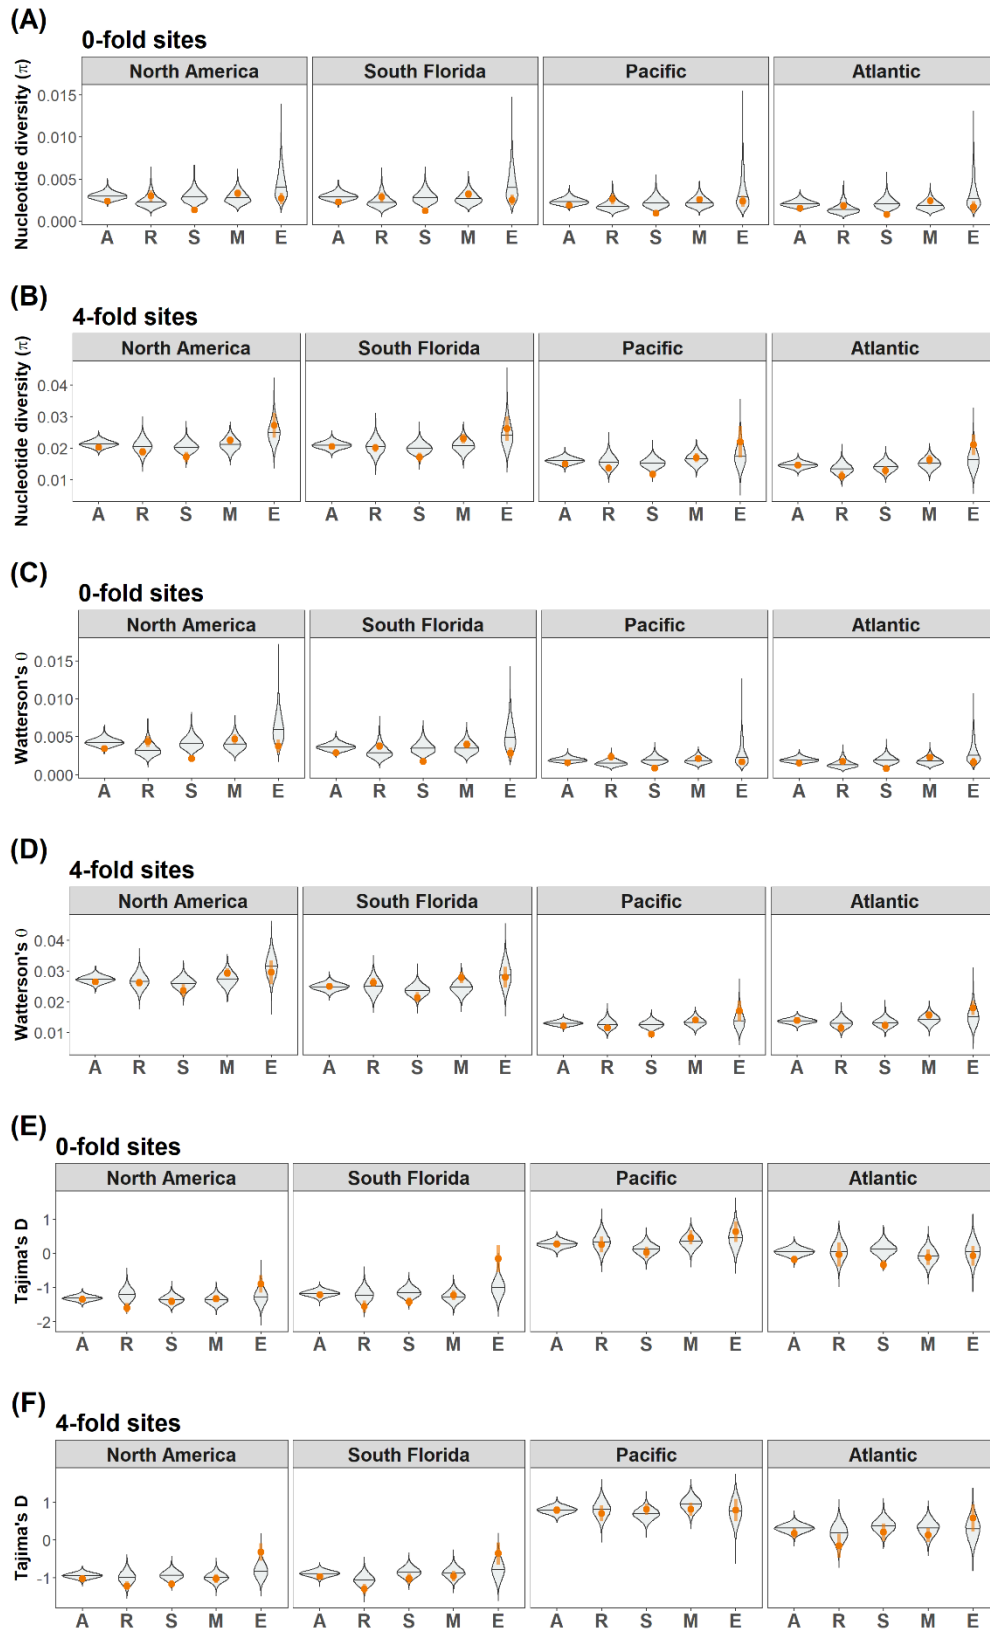 (A)
0-fold sites
North America South Florida Pacific Atlantic
Nucleotide diversity (π)
0.015
0.010
0.005
0.000
A R S M E A R S M E A R S M E A R S M E
(B)
4-fold sites
North America South Florida Pacific Atlantic
Nucleotide diversity (π)
0.04
0.03
0.02
0.01
A R S M E A R S M E A R S M E A R S M E
(C)
0-fold sites
North America South Florida Pacific Atlantic
Watterson's θ
0.015
0.010
0.005
0.000
A R S M E A R S M E A R S M E A R S M E
(D)
4-fold sites
North America South Florida Pacific Atlantic
Watterson's θ
0.04
0.03
0.02
0.01
A R S M E A R S M E A R S M E A R S M E
(E)
0-fold sites
North America South Florida Pacific Atlantic
Tajima's D
1
0
-1
-2
A R S M E A R S M E A R S M E A R S M E
(F)
4-fold sites
North America South Florida Pacific Atlantic
Tajima's D
1
0
-1
A R S M E A R S M E A R S M E A R S M E